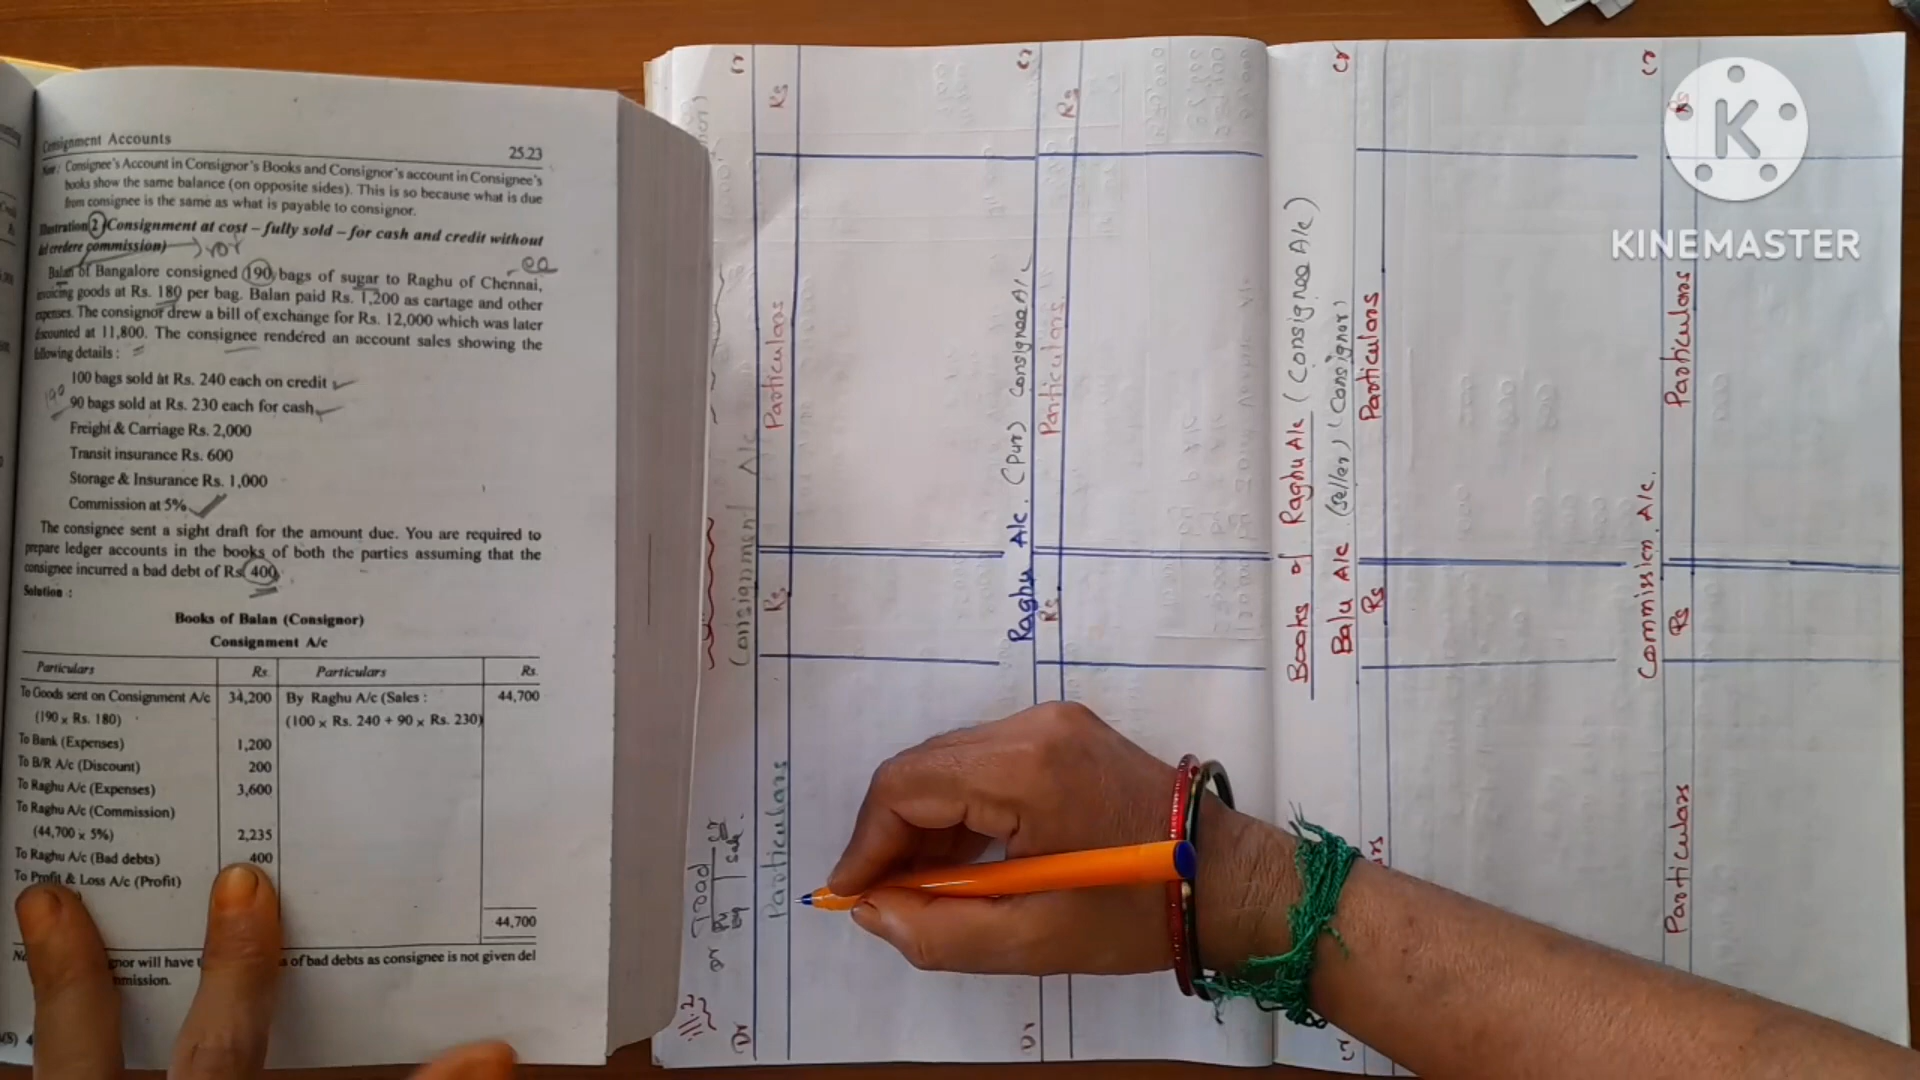 Consignment Accounts
25.23
Note : Consignee's Account in Consignor's Books and Consignor's account in Consignee's
books show the same balance (on opposite sides). This is so because what is due
from consignee is the same as what is payable to consignor.
Illustration 2 (Consignment at cost – fully sold – for cash and credit without
del credere commission)
Balan of Bangalore consigned 190 bags of sugar to Raghu of Chennai,
invoicing goods at Rs. 180 per bag. Balan paid Rs. 1,200 as cartage and other
expenses. The consignor drew a bill of exchange for Rs. 12,000 which was later
discounted at 11,800. The consignee rendered an account sales showing the
following details :
100 bags sold at Rs. 240 each on credit
190
90 bags sold at Rs. 230 each for cash
Freight & Carriage Rs. 2,000
Transit insurance Rs. 600
Storage & Insurance Rs. 1,000
Commission at 5%
The consignee sent a sight draft for the amount due. You are required to
prepare ledger accounts in the books of both the parties assuming that the
consignee incurred a bad debt of Rs. 400.
Solution :
Books of Balan (Consignor)
Consignment A/c
Particulars Rs. Particulars Rs.
To Goods sent on Consignment A/c 34,200 By Raghu A/c (Sales : 44,700
(190 × Rs. 180) (100 × Rs. 240 + 90 × Rs. 230)
To Bank (Expenses) 1,200
To B/R A/c (Discount) 200
To Raghu A/c (Expenses) 3,600
To Raghu A/c (Commission)
(44,700 × 5%) 2,235
To Raghu A/c (Bad debts) 400
To Profit & Loss A/c (Profit)
44,700
of bad debts as consignee is not given del
Ill.2
Consignment A/c
Dr Cr
Particulars Rs Particulars Rs
Raghu A/c. (Pur) Consignee A/c
Dr Cr
Rs Particulars Rs
Books of Raghu A/c (Consignee A/c)
Balu A/c (Seller) (Consignor)
Cr
Rs Particulars
Commission A/c.
Cr
Particulars Rs Particulars Rs
K
KINEMASTER